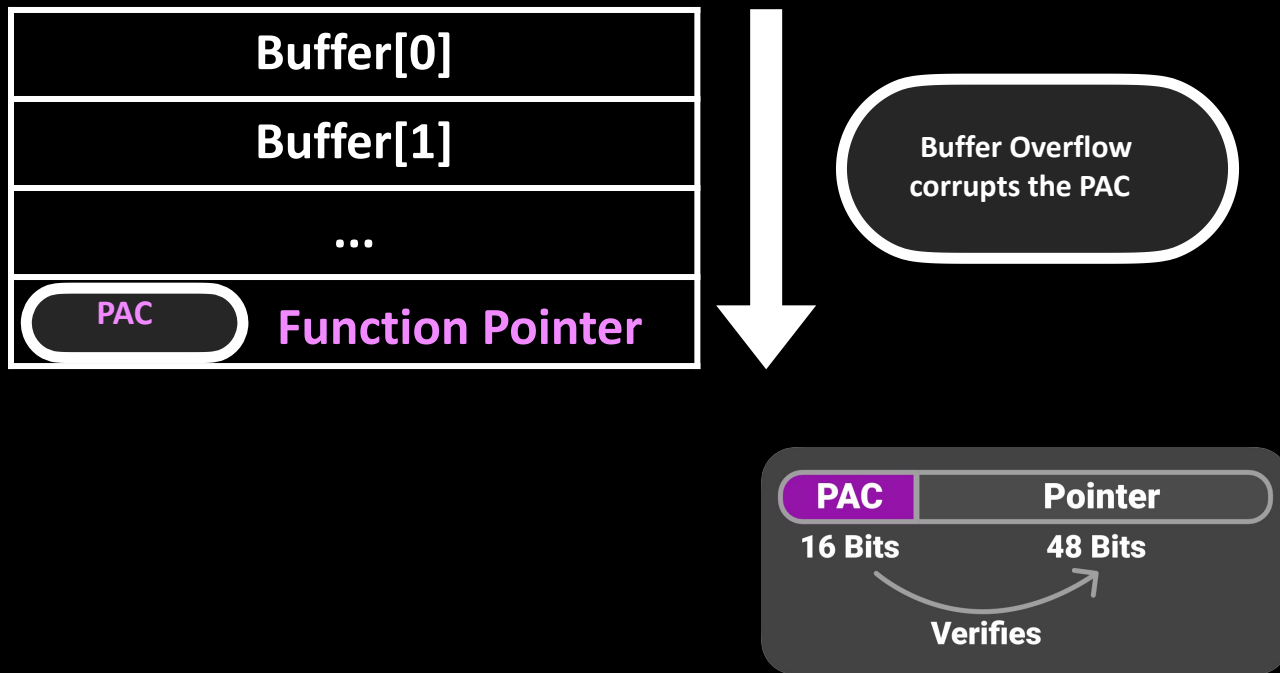 Buffer[0]
Buffer[1]
...
PAC
Function Pointer
Buffer Overflow
corrupts the PAC
PAC Pointer
16 Bits 48 Bits
Verifies